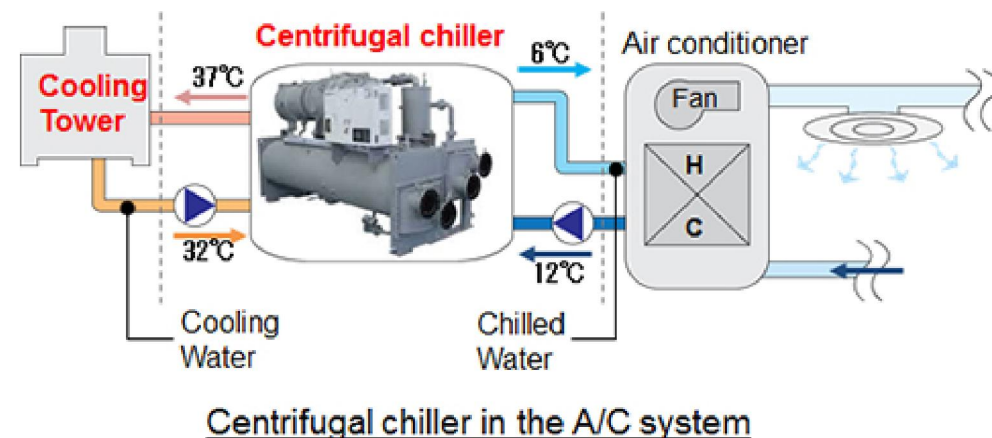 Centrifugal chiller
Cooling
Tower
37℃
32℃
6℃
12℃
Air conditioner
Fan
H
C
Cooling
Water
Chilled
Water
Centrifugal chiller in the A/C system